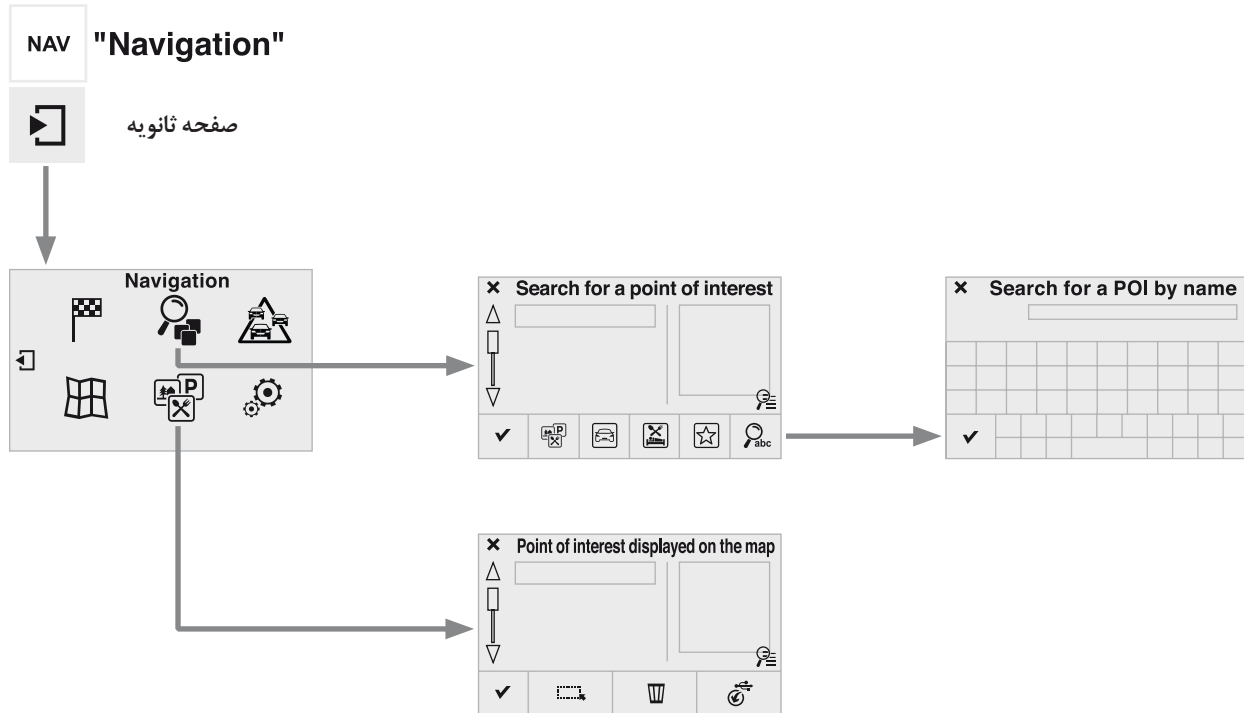 NAV "Navigation"
صفحه ثانویه
Navigation
P
Search for a point of interest
P
abc
Search for a POI by name
Point of interest displayed on the map